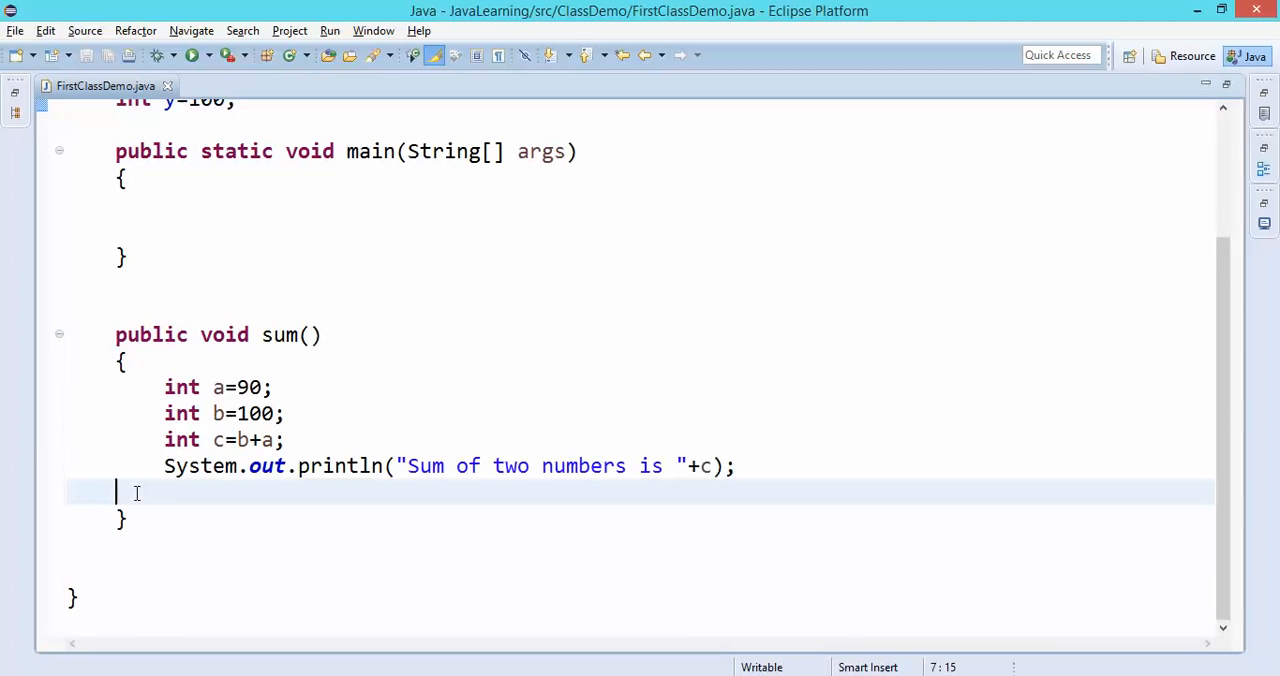 Java - JavaLearning/src/ClassDemo/FirstClassDemo.java - Eclipse Platform
File Edit Source Refactor Navigate Search Project Run Window Help
Quick Access Resource Java
FirstClassDemo.java
int y=100;
public static void main(String[] args)
{
}
public void sum()
{
int a=90;
int b=100;
int c=b+a;
System.out.println("Sum of two numbers is "+c);
}
}
Writable Smart Insert 7 : 15